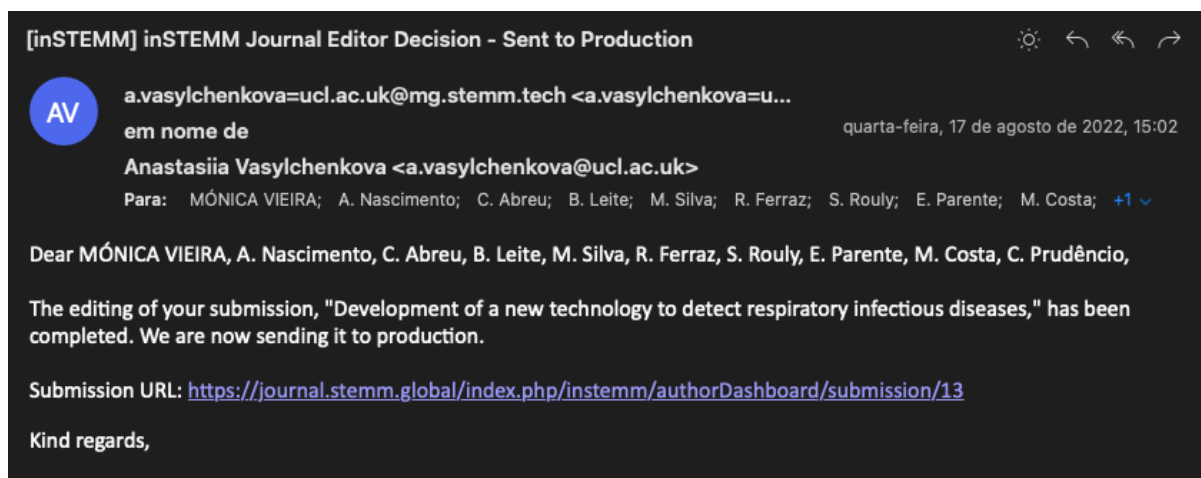 [inSTEMM] inSTEMM Journal Editor Decision - Sent to Production
AV
a.vasylchenkova=ucl.ac.uk@mg.stemm.tech <a.vasylchenkova=u...
em nome de
quarta-feira, 17 de agosto de 2022, 15:02
Anastasiia Vasylchenkova <a.vasylchenkova@ucl.ac.uk>
Para: MÓNICA VIEIRA; A. Nascimento; C. Abreu; B. Leite; M. Silva; R. Ferraz; S. Rouly; E. Parente; M. Costa; +1
Dear MÓNICA VIEIRA, A. Nascimento, C. Abreu, B. Leite, M. Silva, R. Ferraz, S. Rouly, E. Parente, M. Costa, C. Prudêncio,
The editing of your submission, "Development of a new technology to detect respiratory infectious diseases," has been
completed. We are now sending it to production.
Submission URL: https://journal.stemm.global/index.php/instemm/authorDashboard/submission/13
Kind regards,